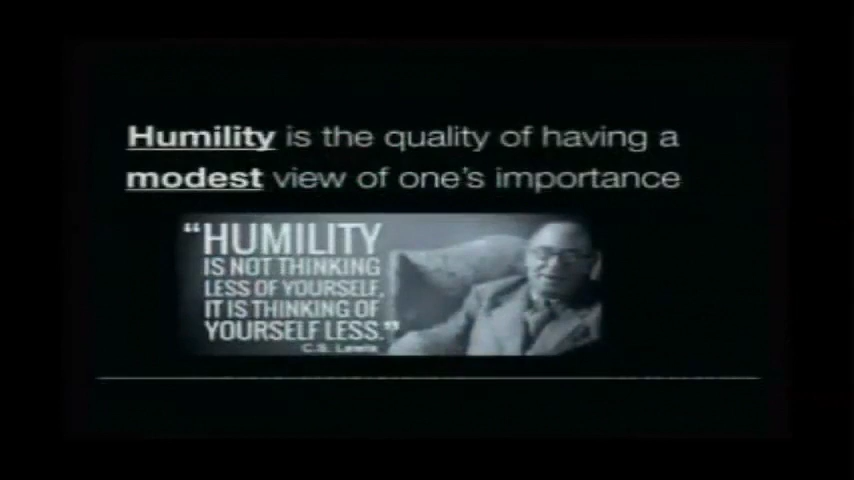 Humility is the quality of having a
modest view of one's importance
“HUMILITY
IS NOT THINKING
LESS OF YOURSELF,
IT IS THINKING OF
YOURSELF LESS.”
C.S. Lewis